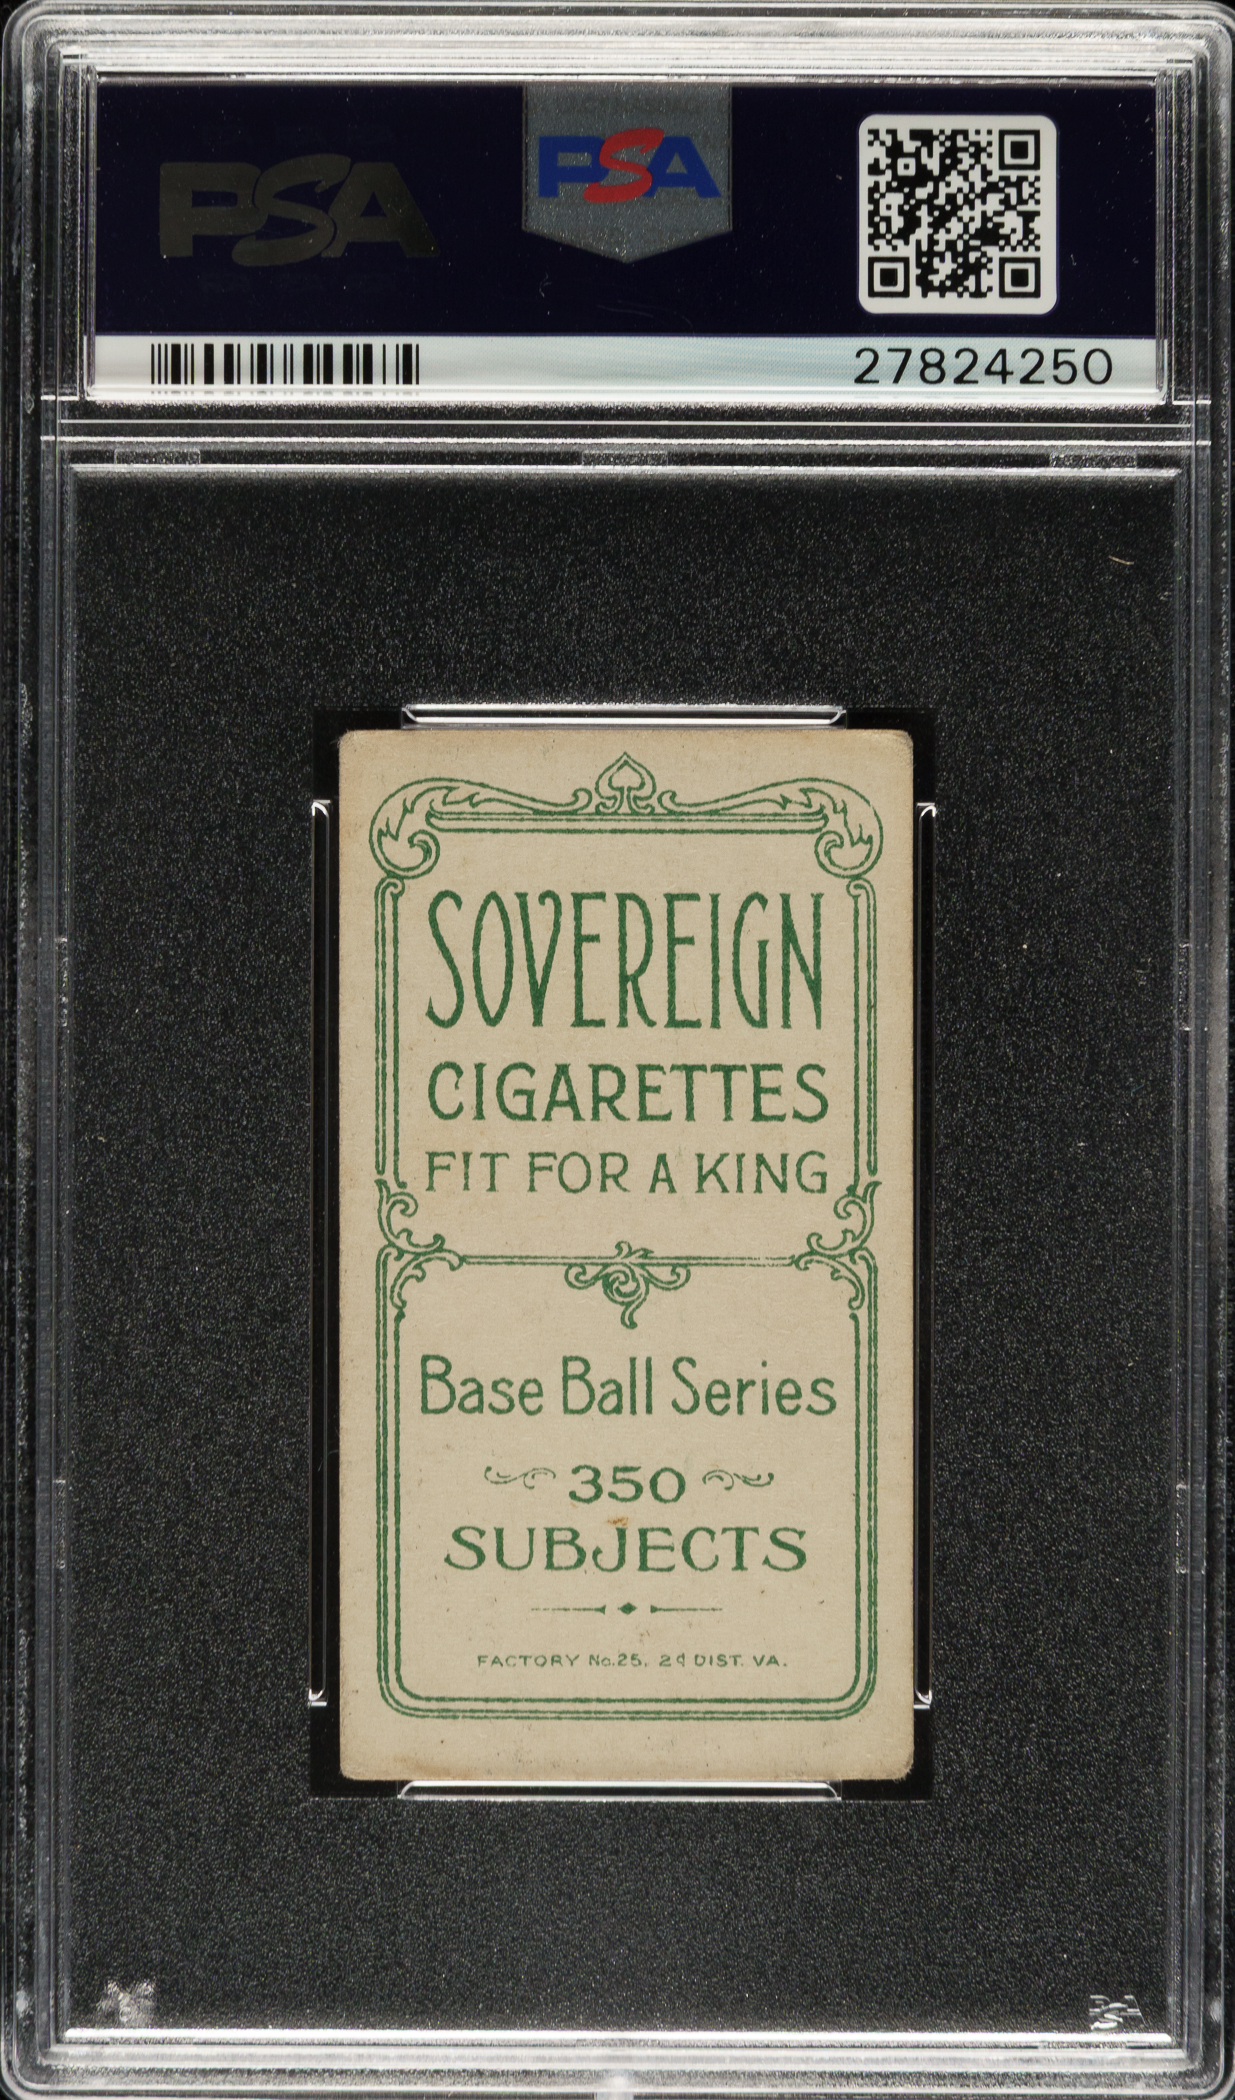 PSA
PSA
27824250
SOVEREIGN
CIGARETTES
FIT FOR A KING
Base Ball Series
350
SUBJECTS
FACTORY No. 25, 2d DIST. VA.
PSA